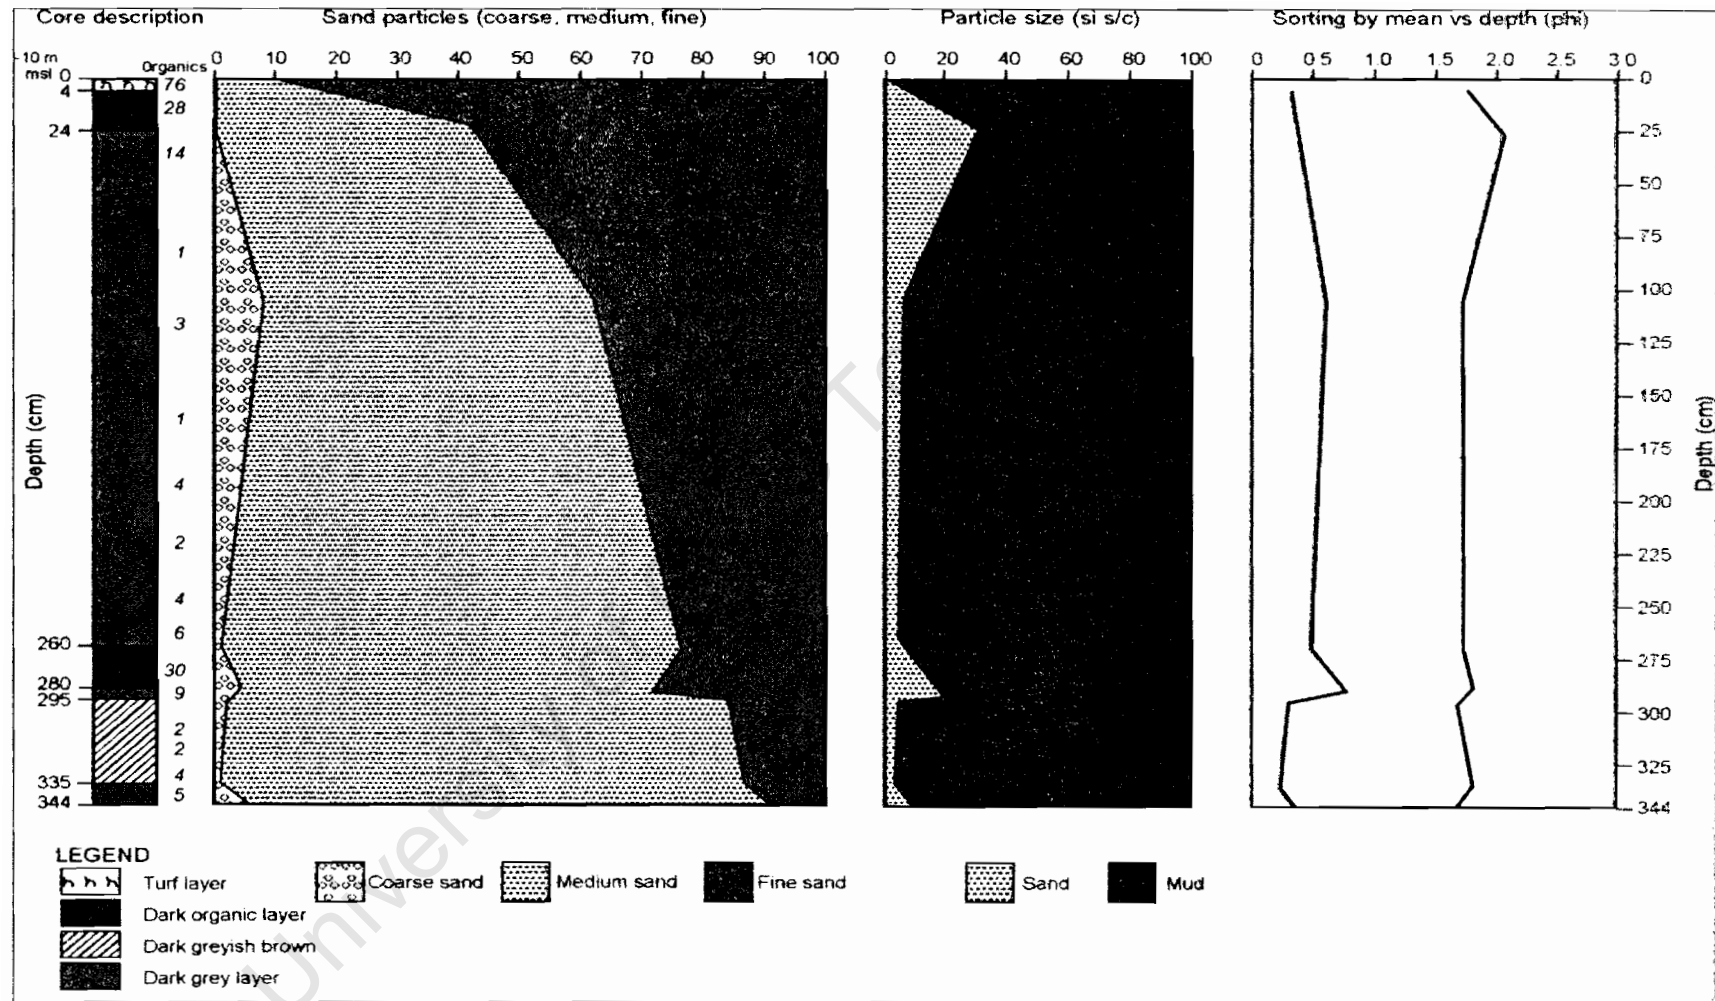 Core description Sand particles (coarse, medium, fine) Particle size (si s/c) Sorting by mean vs depth (phi)
10 m
msl
Organics
0 10 20 30 40 50 60 70 80 90 100
0 20 40 60 80 100
0 0.5 1.0 1.5 2.0 2.5 3.0
0
4
24
260
280
295
335
344
76
28
14
1
3
1
4
2
4
6
30
9
2
2
4
5
0
25
50
75
100
125
150
175
200
225
250
275
300
325
344
Depth (cm)
Depth (cm)
LEGEND
Turf layer Coarse sand Medium sand Fine sand Sand Mud
Dark organic layer
Dark greyish brown
Dark grey layer
University of